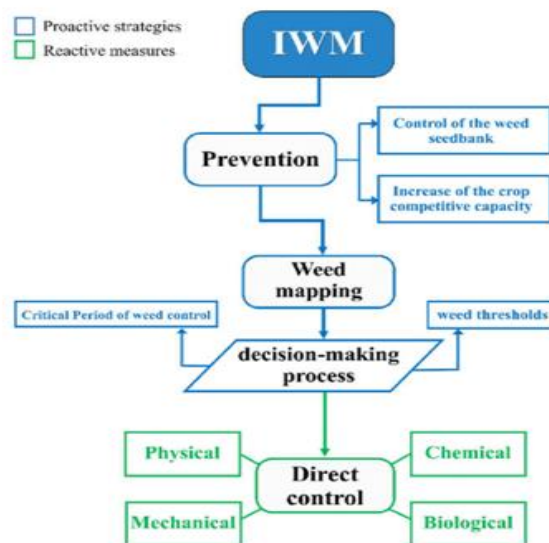 Proactive strategies
Reactive measures
IWM
Prevention
Control of the weed
seedbank
Increase of the crop
competitive capacity
Weed
mapping
Critical Period of weed control
weed thresholds
decision-making
process
Physical
Chemical
Direct
control
Mechanical
Biological